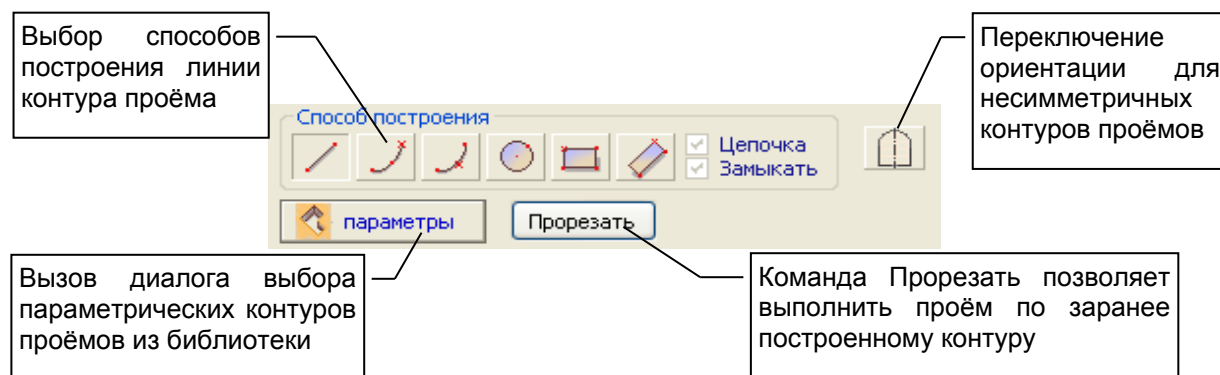 Выбор способов
построения линии
контура проёма
Переключение
ориентации для
несимметричных
контуров проёмов
Способ построения
Цепочка
Замыкать
параметры
Прорезать
Вызов диалога выбора
параметрических контуров
проёмов из библиотеки
Команда Прорезать позволяет
выполнить проём по заранее
построенному контуру